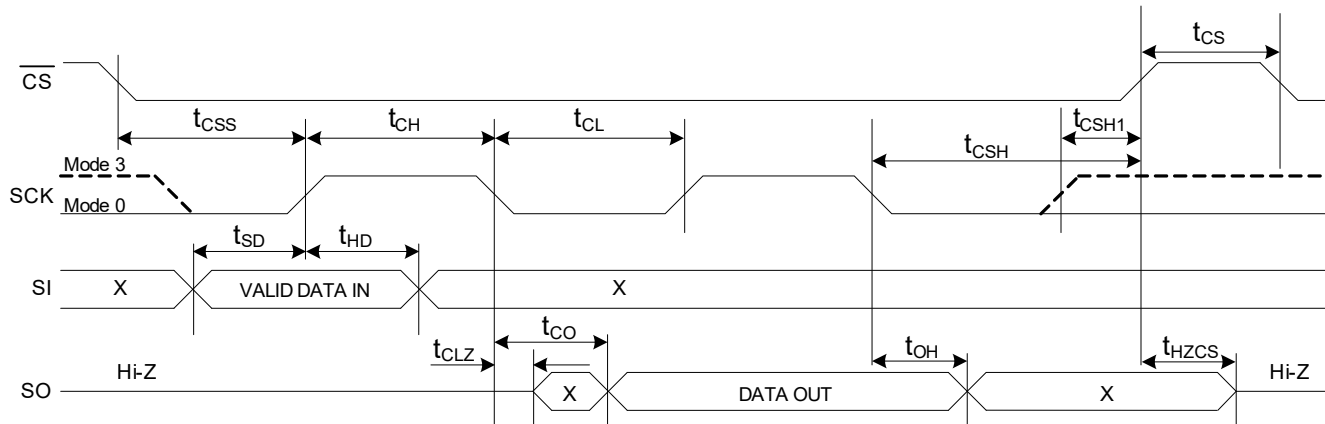 tCS
CS
tCSS
tCH
tCL
tCSH1
tCSH
Mode 3
SCK
Mode 0
tSD
tHD
SI
X
VALID DATA IN
X
tCO
tCLZ
tOH
tHZCS
SO
Hi-Z
X
DATA OUT
X
Hi-Z